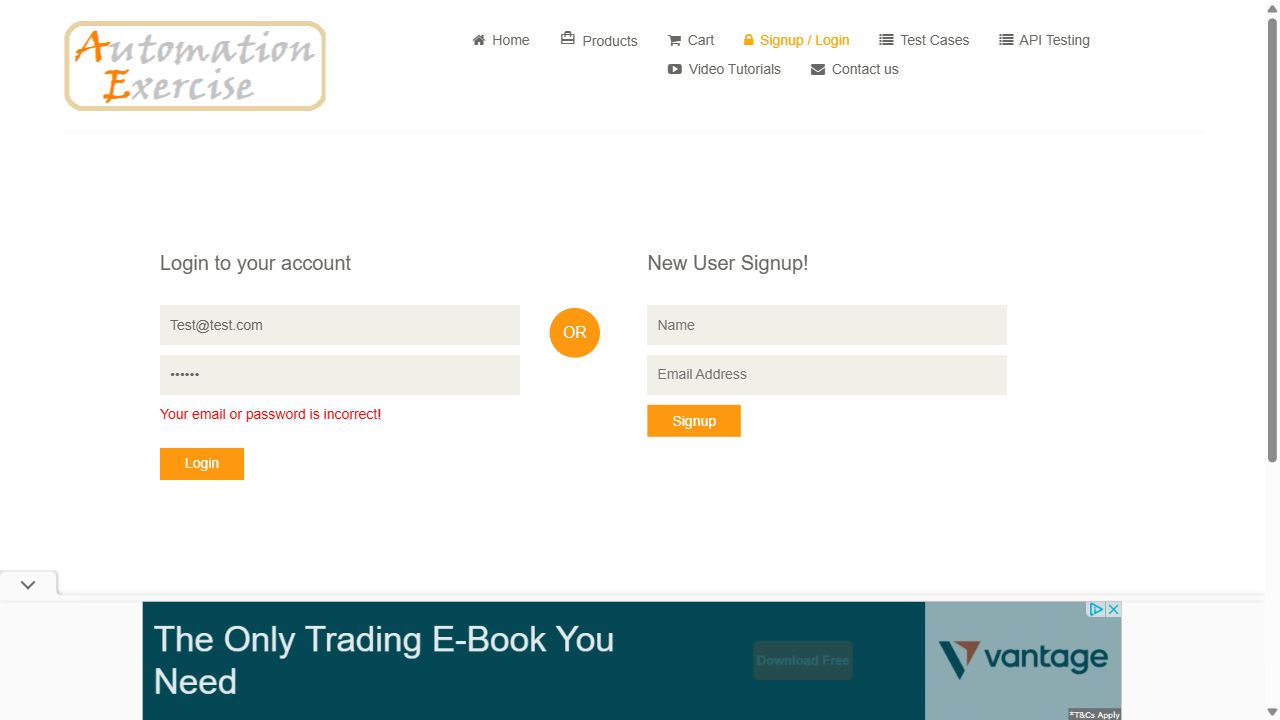 Automation
Exercise
Home
Products
Cart
Signup / Login
Test Cases
API Testing
Video Tutorials
Contact us
Login to your account
New User Signup!
Test@test.com
OR
Name
••••••
Email Address
Your email or password is incorrect!
Signup
Login
The Only Trading E-Book You
Need
Download Free
vantage
*T&Cs Apply